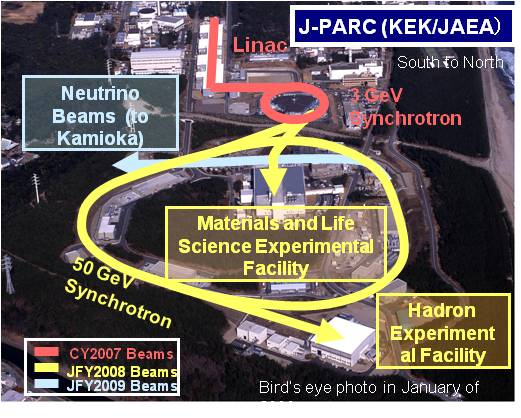 J-PARC (KEK/JAEA)
South to North
Linac
3 GeV
Synchrotron
Neutrino
Beams (to
Kamioka)
Materials and Life
Science Experimental
Facility
50 GeV
Synchrotron
Hadron
Experiment
al Facility
CY2007 Beams
JFY2008 Beams
JFY2009 Beams
Bird's eye photo in January of